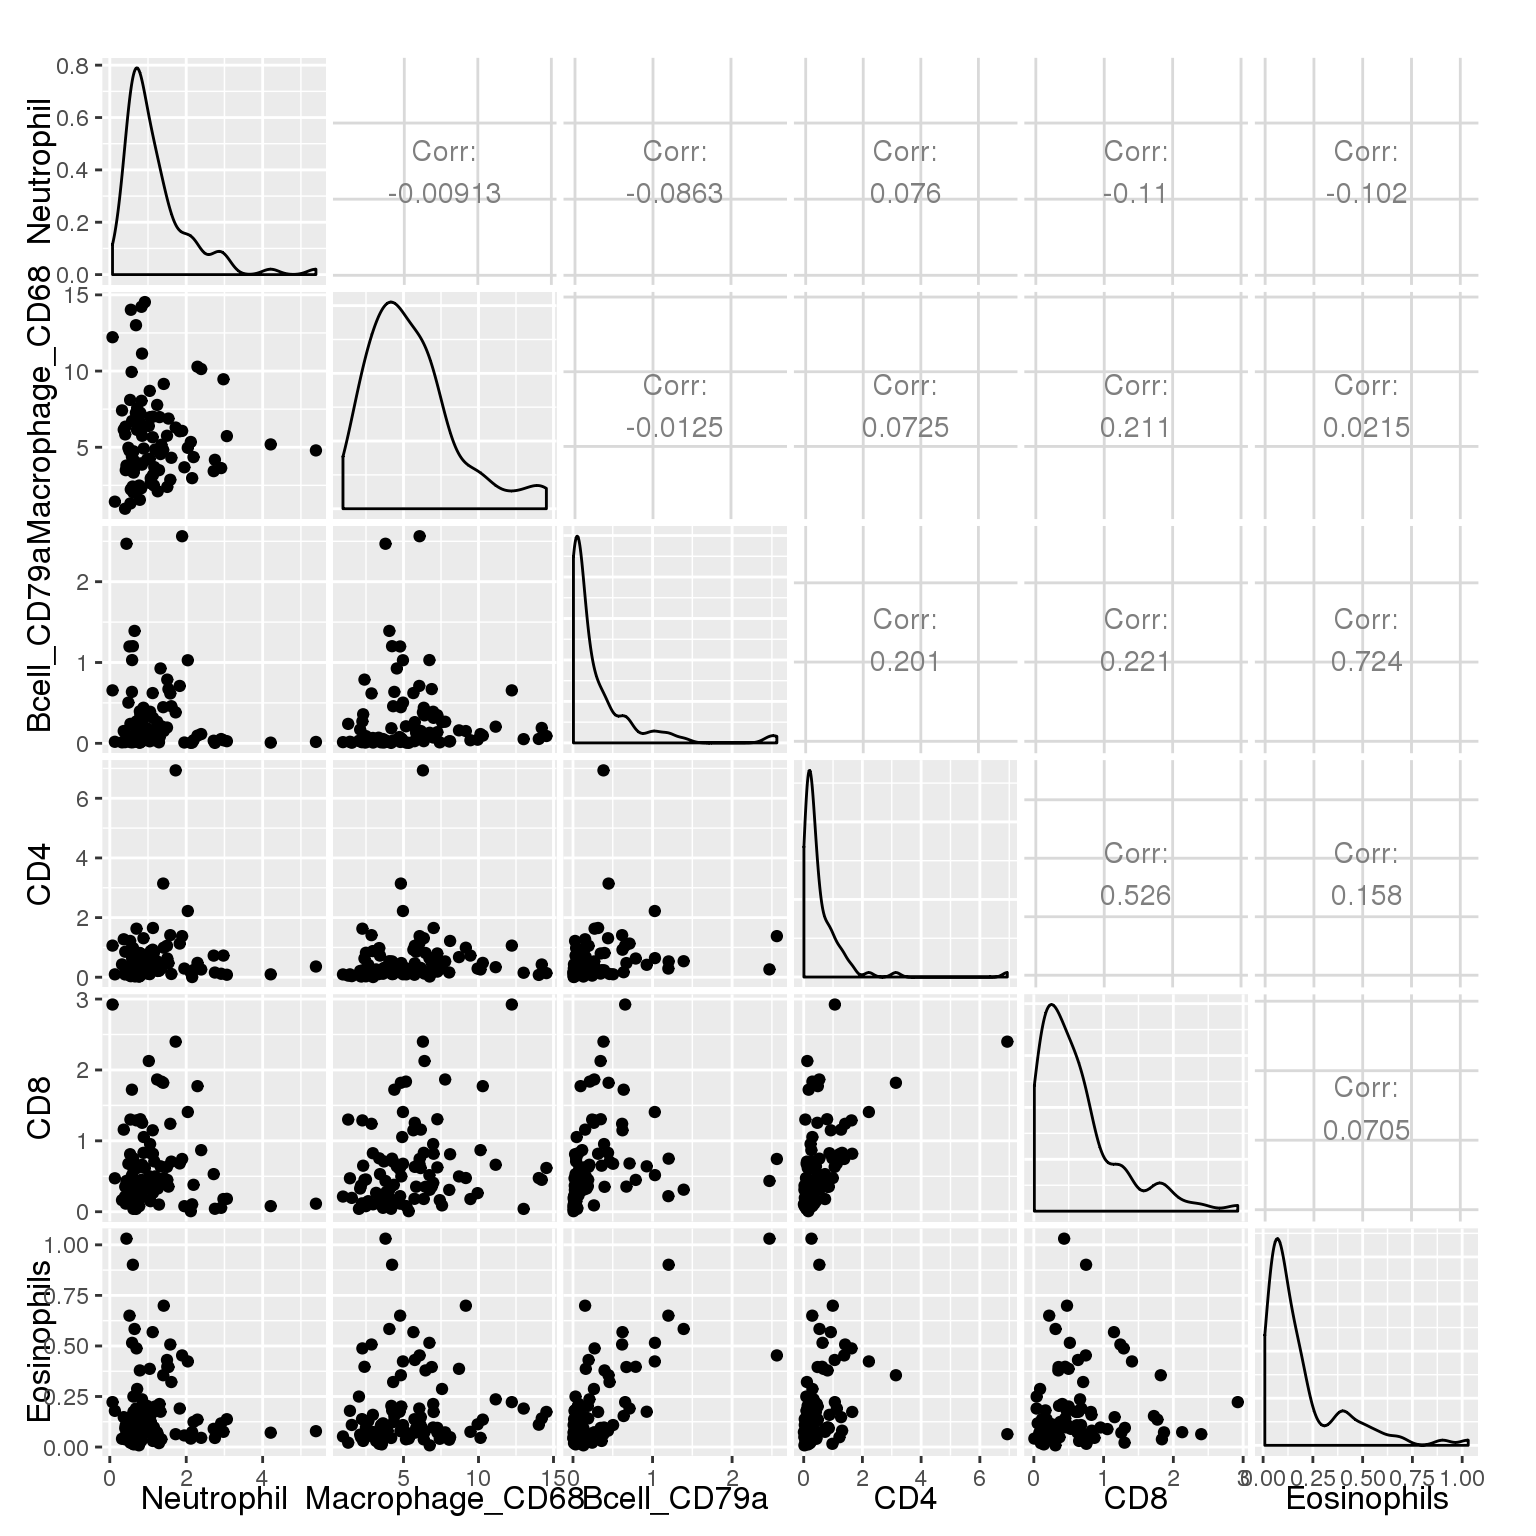 Neutrophil
0.8
0.6
0.4
0.2
0.0
Corr:
-0.00913
Corr:
-0.0863
Corr:
0.076
Corr:
-0.11
Corr:
-0.102
Macrophage_CD68
15
10
5
Corr:
-0.0125
Corr:
0.0725
Corr:
0.211
Corr:
0.0215
Bcell_CD79a
2
1
0
Corr:
0.201
Corr:
0.221
Corr:
0.724
CD4
6
4
2
0
Corr:
0.526
Corr:
0.158
CD8
3
2
1
0
Corr:
0.0705
Eosinophils
1.00
0.75
0.50
0.25
0.00
0 2 4
5 10 15
0 1 2
0 2 4 6
0 1 2 3
0.00 0.25 0.50 0.75 1.00
Neutrophil Macrophage_CD68 Bcell_CD79a CD4 CD8 Eosinophils